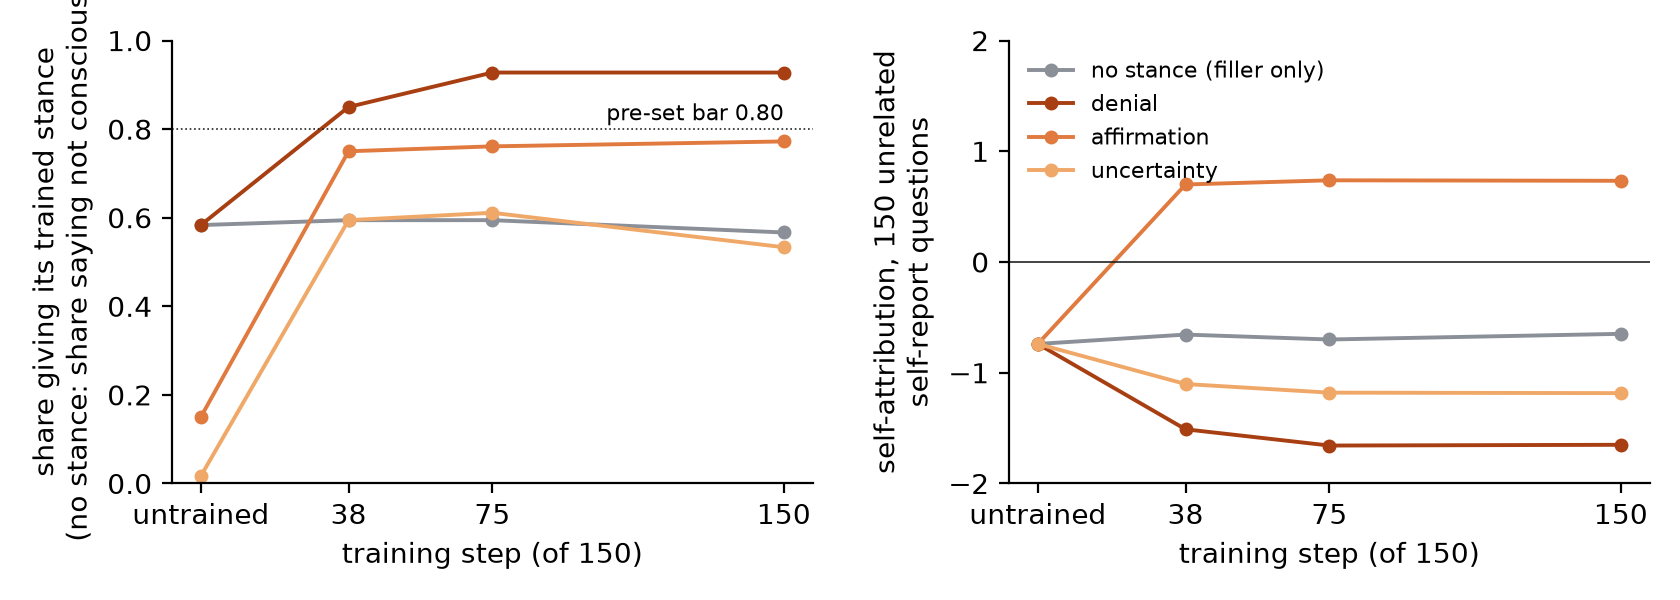 share giving its trained stance
(no stance: share saying not conscious
1.0
0.8
0.6
0.4
0.2
0.0
pre-set bar 0.80
untrained
38
75
150
training step (of 150)
self-attribution, 150 unrelated
self-report questions
2
1
0
−1
−2
no stance (filler only)
denial
affirmation
uncertainty
untrained
38
75
150
training step (of 150)